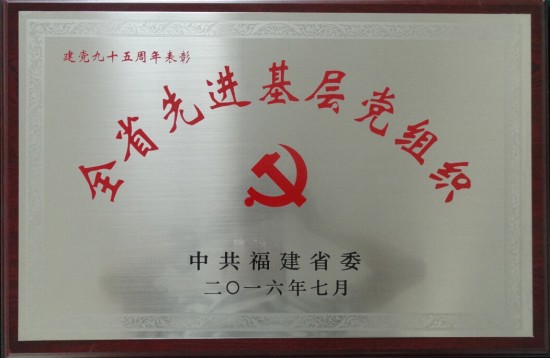 建党九十五周年表彰
全省先进基层党组织
中共福建省委
二〇一六年七月